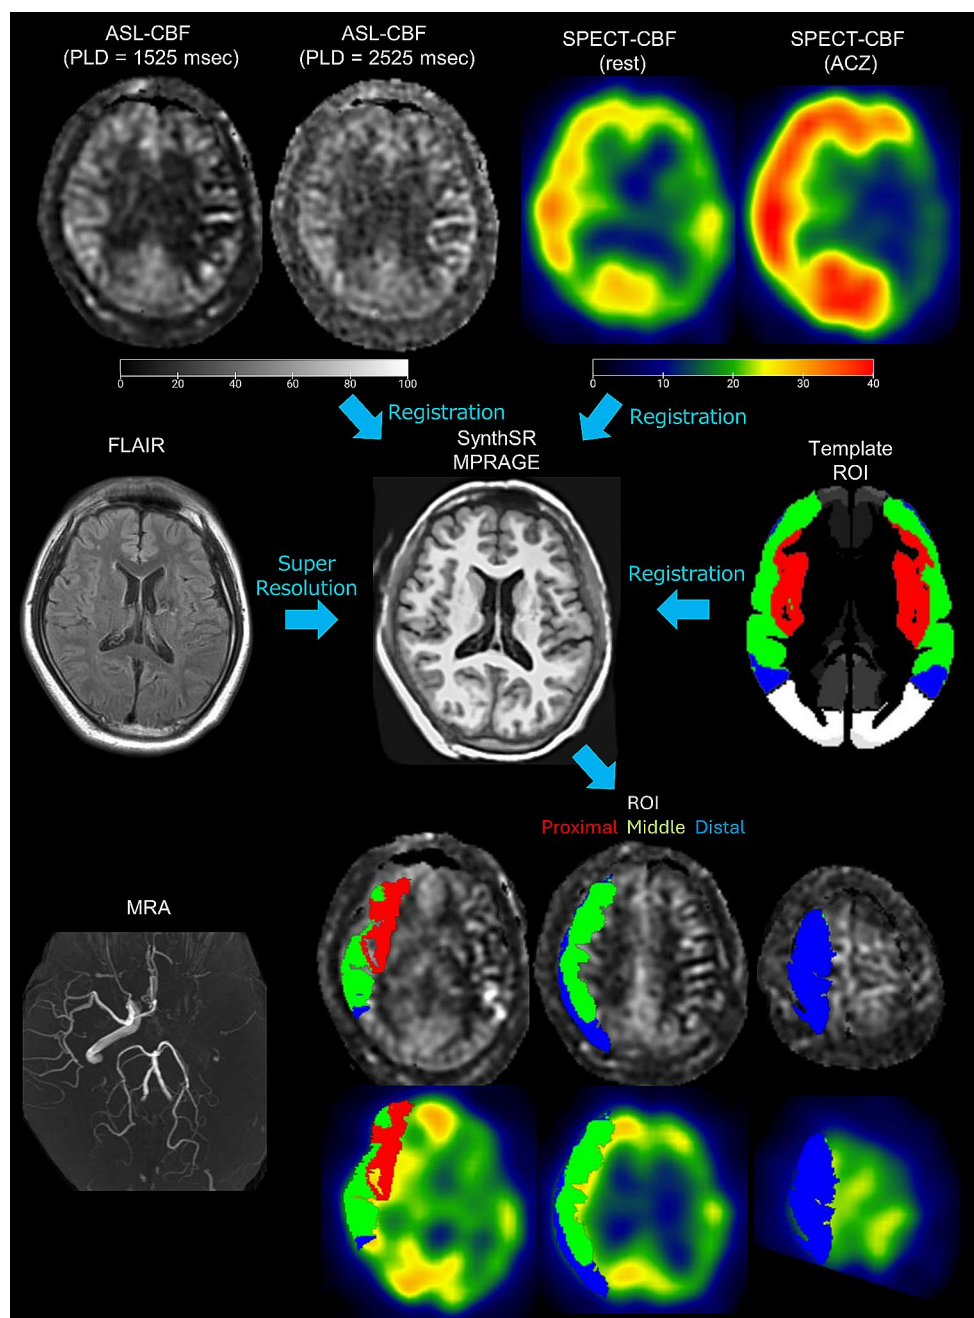 ASL-CBF
(PLD = 1525 msec)
ASL-CBF
(PLD = 2525 msec)
SPECT-CBF
(rest)
SPECT-CBF
(ACZ)
0 20 40 60 80 100
0 10 20 30 40
Registration
Registration
FLAIR
SynthSR
MPRAGE
Template
ROI
Super
Resolution
Registration
ROI
Proximal Middle Distal
MRA